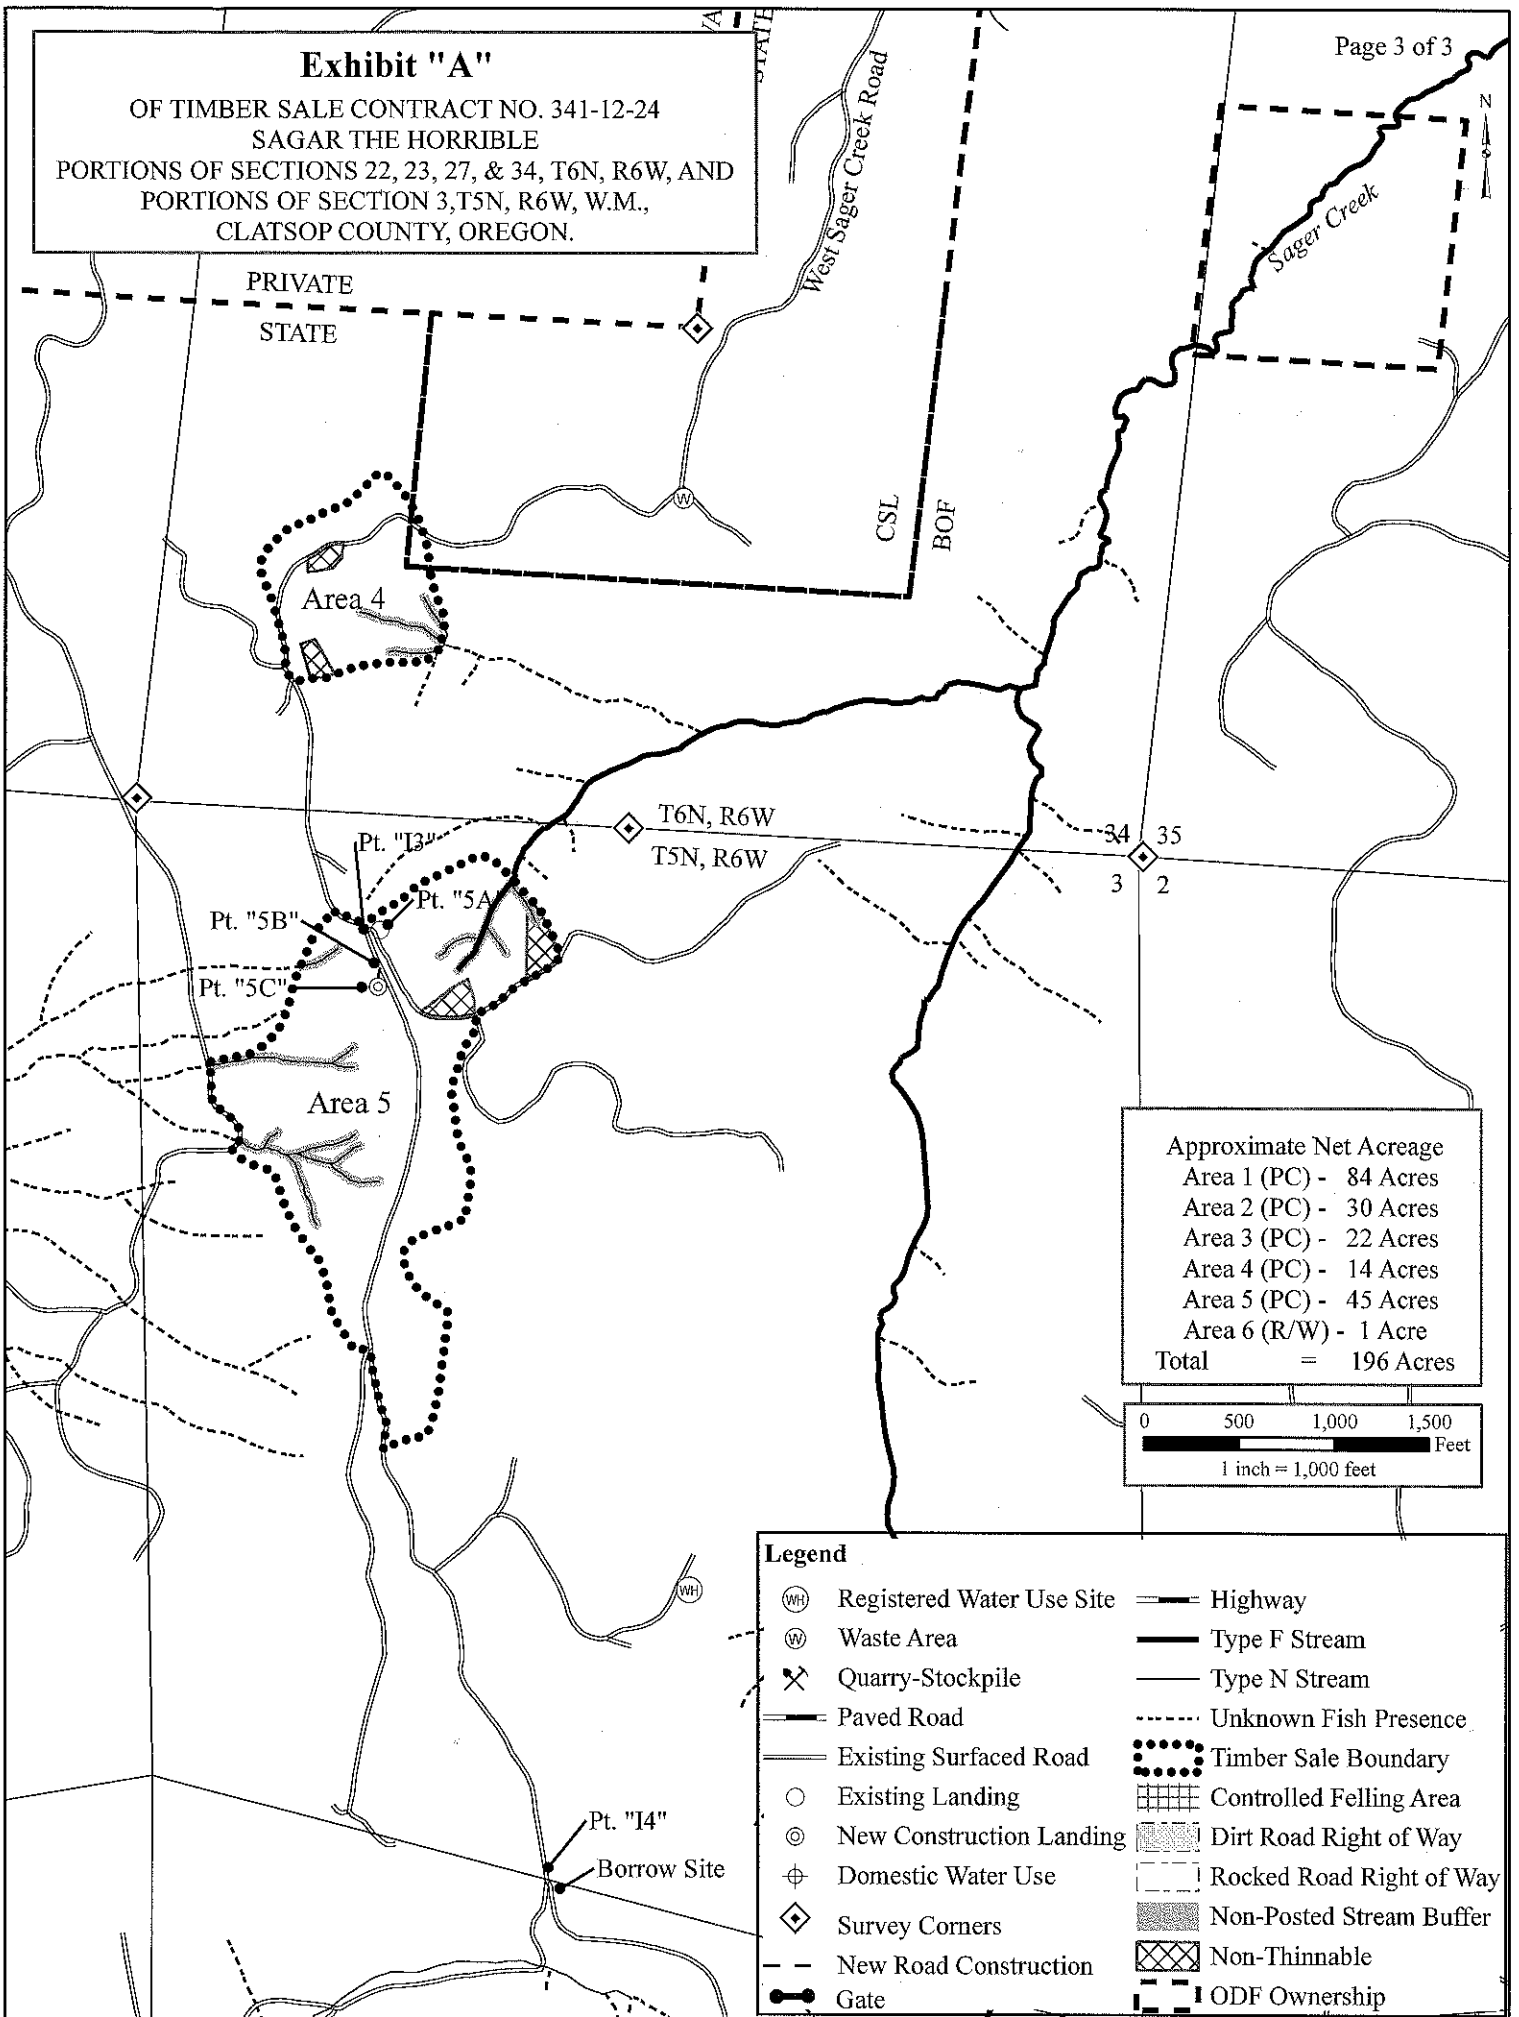 Exhibit "A"
OF TIMBER SALE CONTRACT NO. 341-12-24
SAGAR THE HORRIBLE
PORTIONS OF SECTIONS 22, 23, 27, & 34, T6N, R6W, AND
PORTIONS OF SECTION 3,T5N, R6W, W.M.,
CLATSOP COUNTY, OREGON.
Page 3 of 3
N
STATE
West Sager Creek Road
Sager Creek
PRIVATE
STATE
W
CSL
BOF
Area 4
T6N, R6W
T5N, R6W
34 35
3 2
Pt. "I3"
Pt. "5A
Pt. "5B"
Pt. "5C"
Area 5
Approximate Net Acreage
Area 1 (PC) - 84 Acres
Area 2 (PC) - 30 Acres
Area 3 (PC) - 22 Acres
Area 4 (PC) - 14 Acres
Area 5 (PC) - 45 Acres
Area 6 (R/W) - 1 Acre
Total = 196 Acres
0 500 1,000 1,500
Feet
1 inch = 1,000 feet
WH
Pt. "I4"
Borrow Site
Legend
WH Registered Water Use Site
W Waste Area
Quarry-Stockpile
Paved Road
Existing Surfaced Road
Existing Landing
New Construction Landing
Domestic Water Use
Survey Corners
New Road Construction
Gate
Highway
Type F Stream
Type N Stream
Unknown Fish Presence
Timber Sale Boundary
Controlled Felling Area
Dirt Road Right of Way
Rocked Road Right of Way
Non-Posted Stream Buffer
Non-Thinnable
ODF Ownership